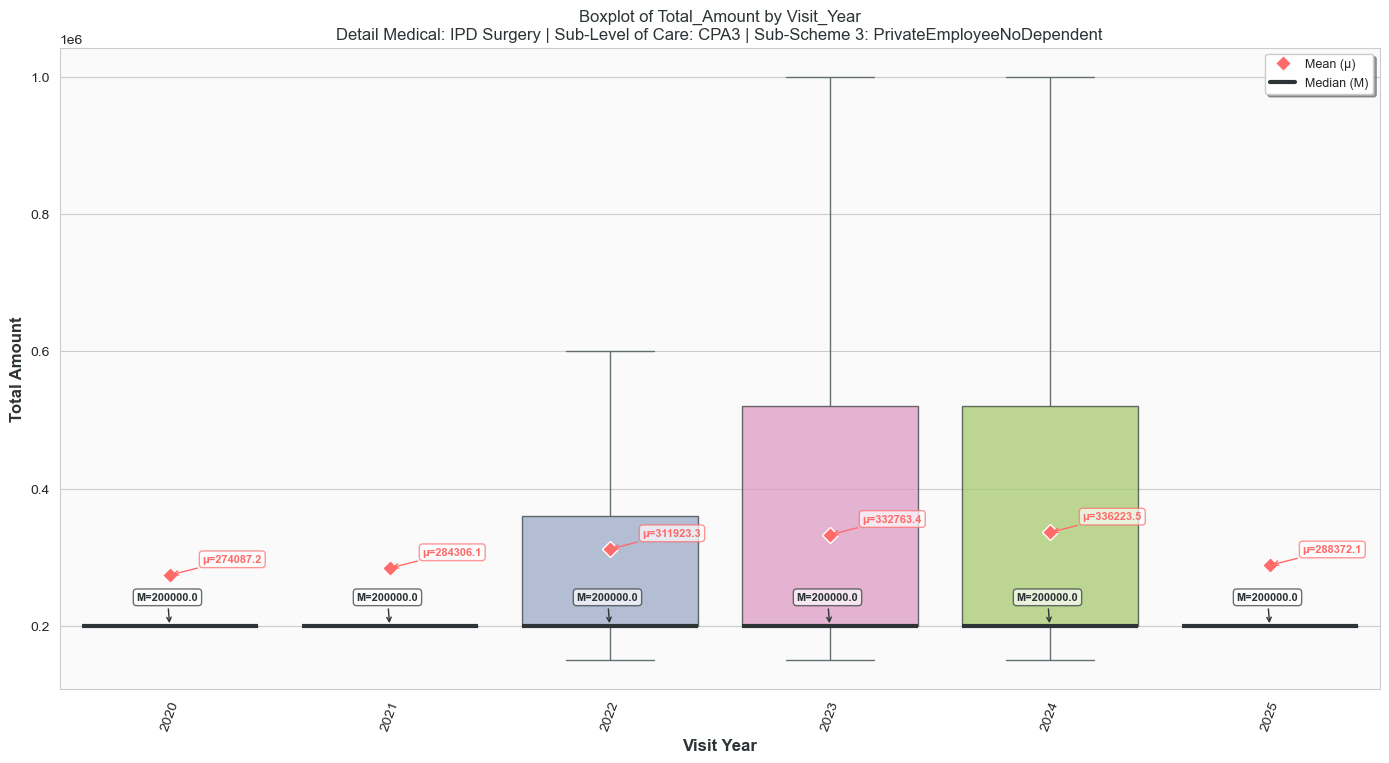 Boxplot of Total_Amount by Visit_Year
Detail Medical: IPD Surgery | Sub-Level of Care: CPA3 | Sub-Scheme 3: PrivateEmployeeNoDependent
1e6
Mean (μ)
Median (M)
1.0
0.8
0.6
0.4
0.2
Total Amount
μ=274087.2
M=200000.0
μ=284306.1
M=200000.0
μ=311923.3
M=200000.0
μ=332763.4
M=200000.0
μ=336223.5
M=200000.0
μ=288372.1
M=200000.0
2020
2021
2022
2023
2024
2025
Visit Year